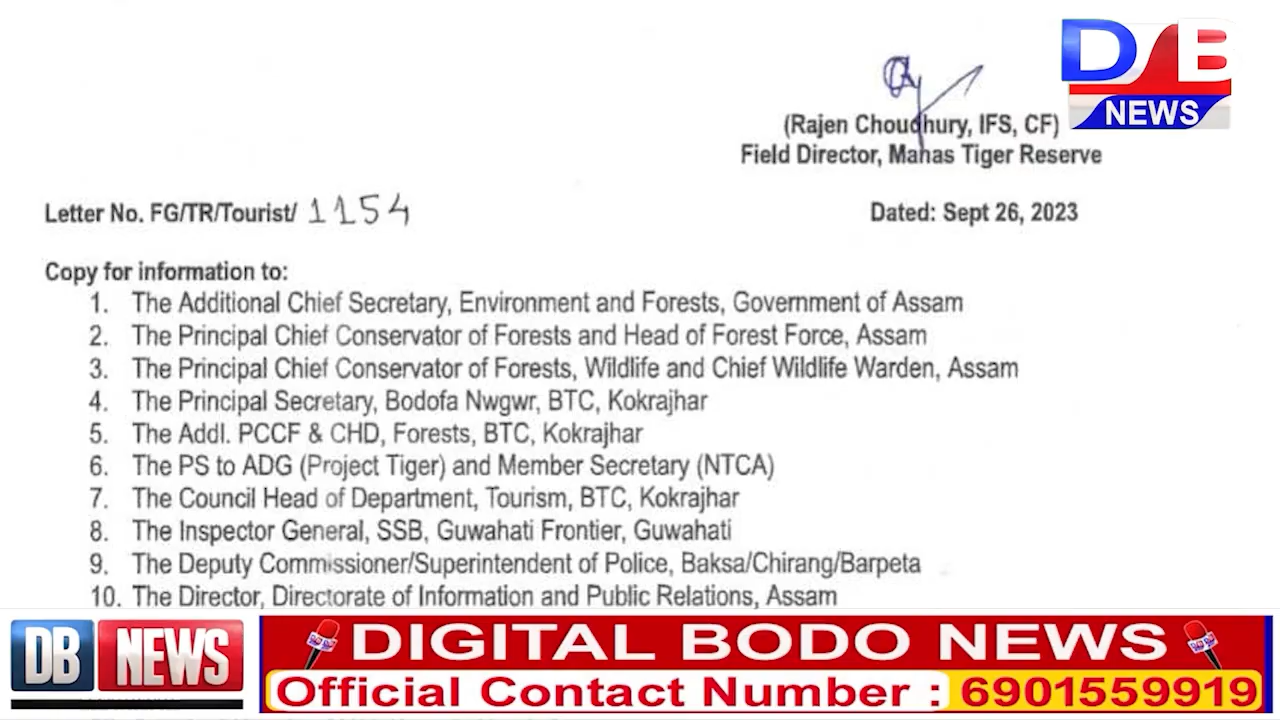 DB
NEWS
(Rajen Choudhury, IFS, CF)
Field Director, Manas Tiger Reserve
Letter No. FG/TR/Tourist/ 1154
Dated: Sept 26, 2023
Copy for information to:
1. The Additional Chief Secretary, Environment and Forests, Government of Assam
2. The Principal Chief Conservator of Forests and Head of Forest Force, Assam
3. The Principal Chief Conservator of Forests, Wildlife and Chief Wildlife Warden, Assam
4. The Principal Secretary, Bodofa Nwgwr, BTC, Kokrajhar
5. The Addl. PCCF & CHD, Forests, BTC, Kokrajhar
6. The PS to ADG (Project Tiger) and Member Secretary (NTCA)
7. The Council Head of Department, Tourism, BTC, Kokrajhar
8. The Inspector General, SSB, Guwahati Frontier, Guwahati
9. The Deputy Commissioner/Superintendent of Police, Baksa/Chirang/Barpeta
10. The Director, Directorate of Information and Public Relations, Assam
DB NEWS
DIGITAL BODO NEWS
Official Contact Number : 6901559919